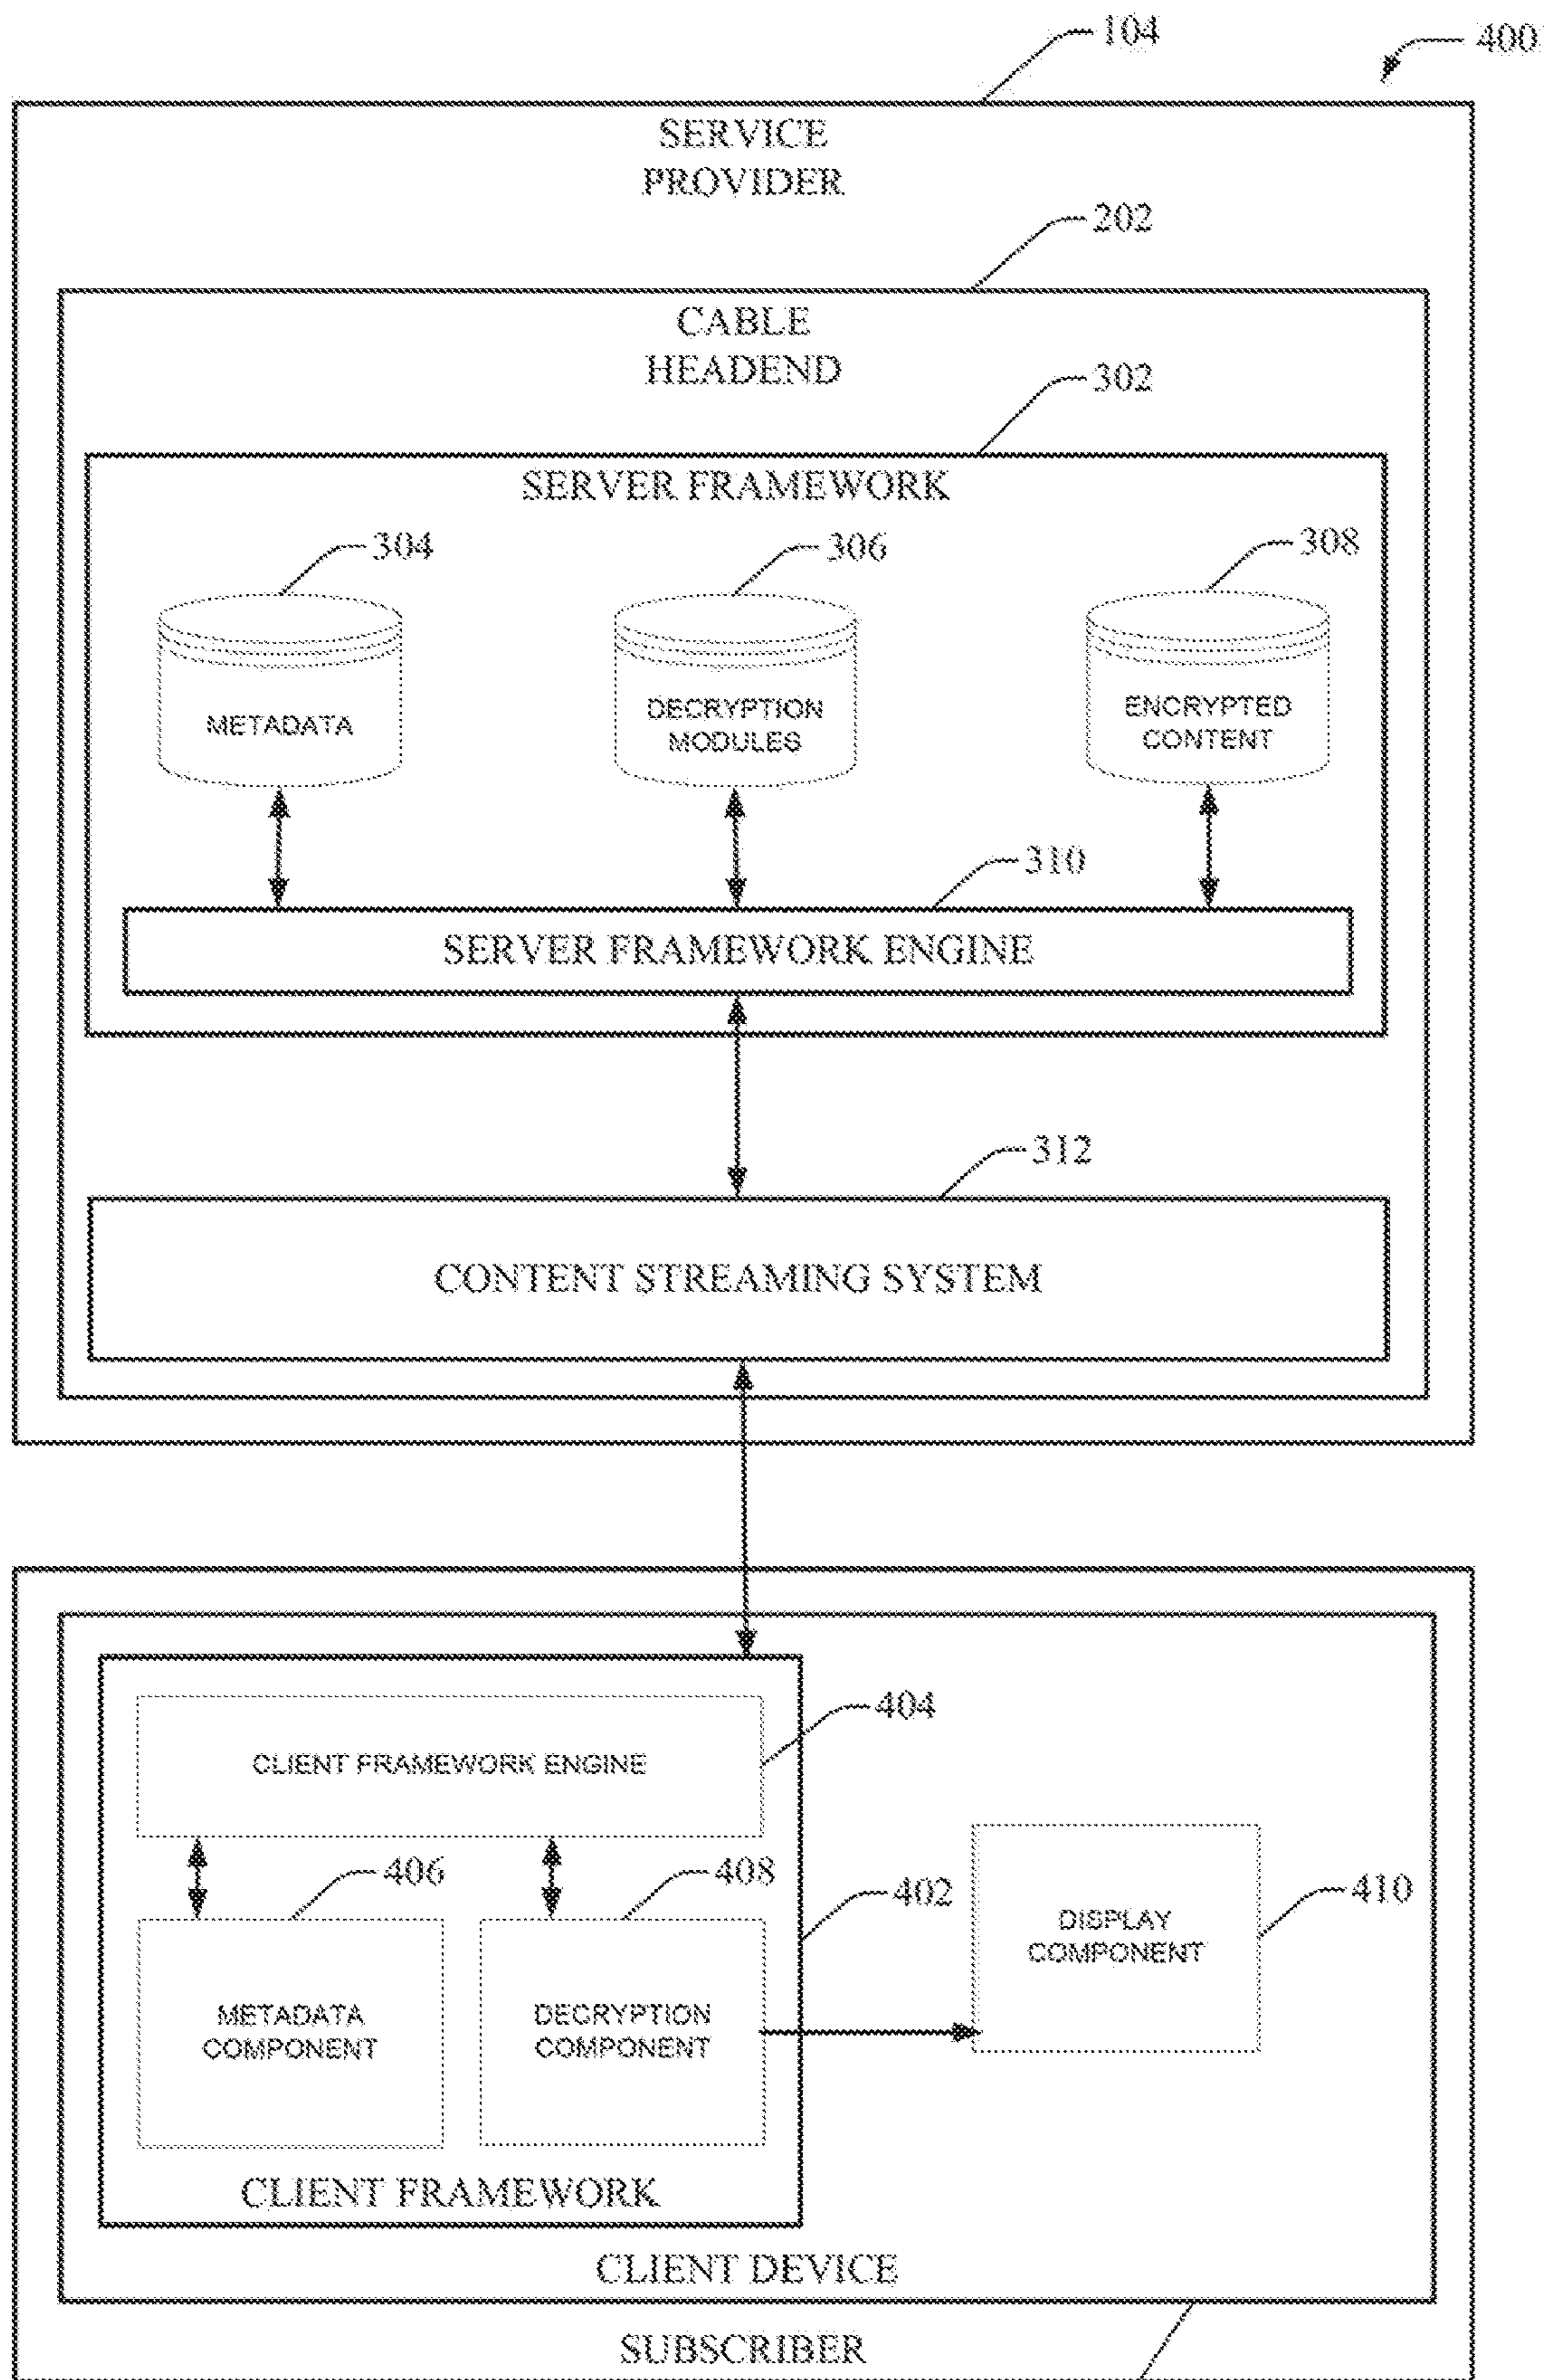 104
400
SERVICE
PROVIDER
202
CABLE
HEADEND
302
SERVER FRAMEWORK
304
306
308
METADATA
DECRYPTION
MODULES
ENCRYPTED
CONTENT
310
SERVER FRAMEWORK ENGINE
312
CONTENT STREAMING SYSTEM
404
CLIENT FRAMEWORK ENGINE
406
408
402
410
DISPLAY
COMPONENT
METADATA
COMPONENT
DECRYPTION
COMPONENT
CLIENT FRAMEWORK
CLIENT DEVICE
SUBSCRIBER